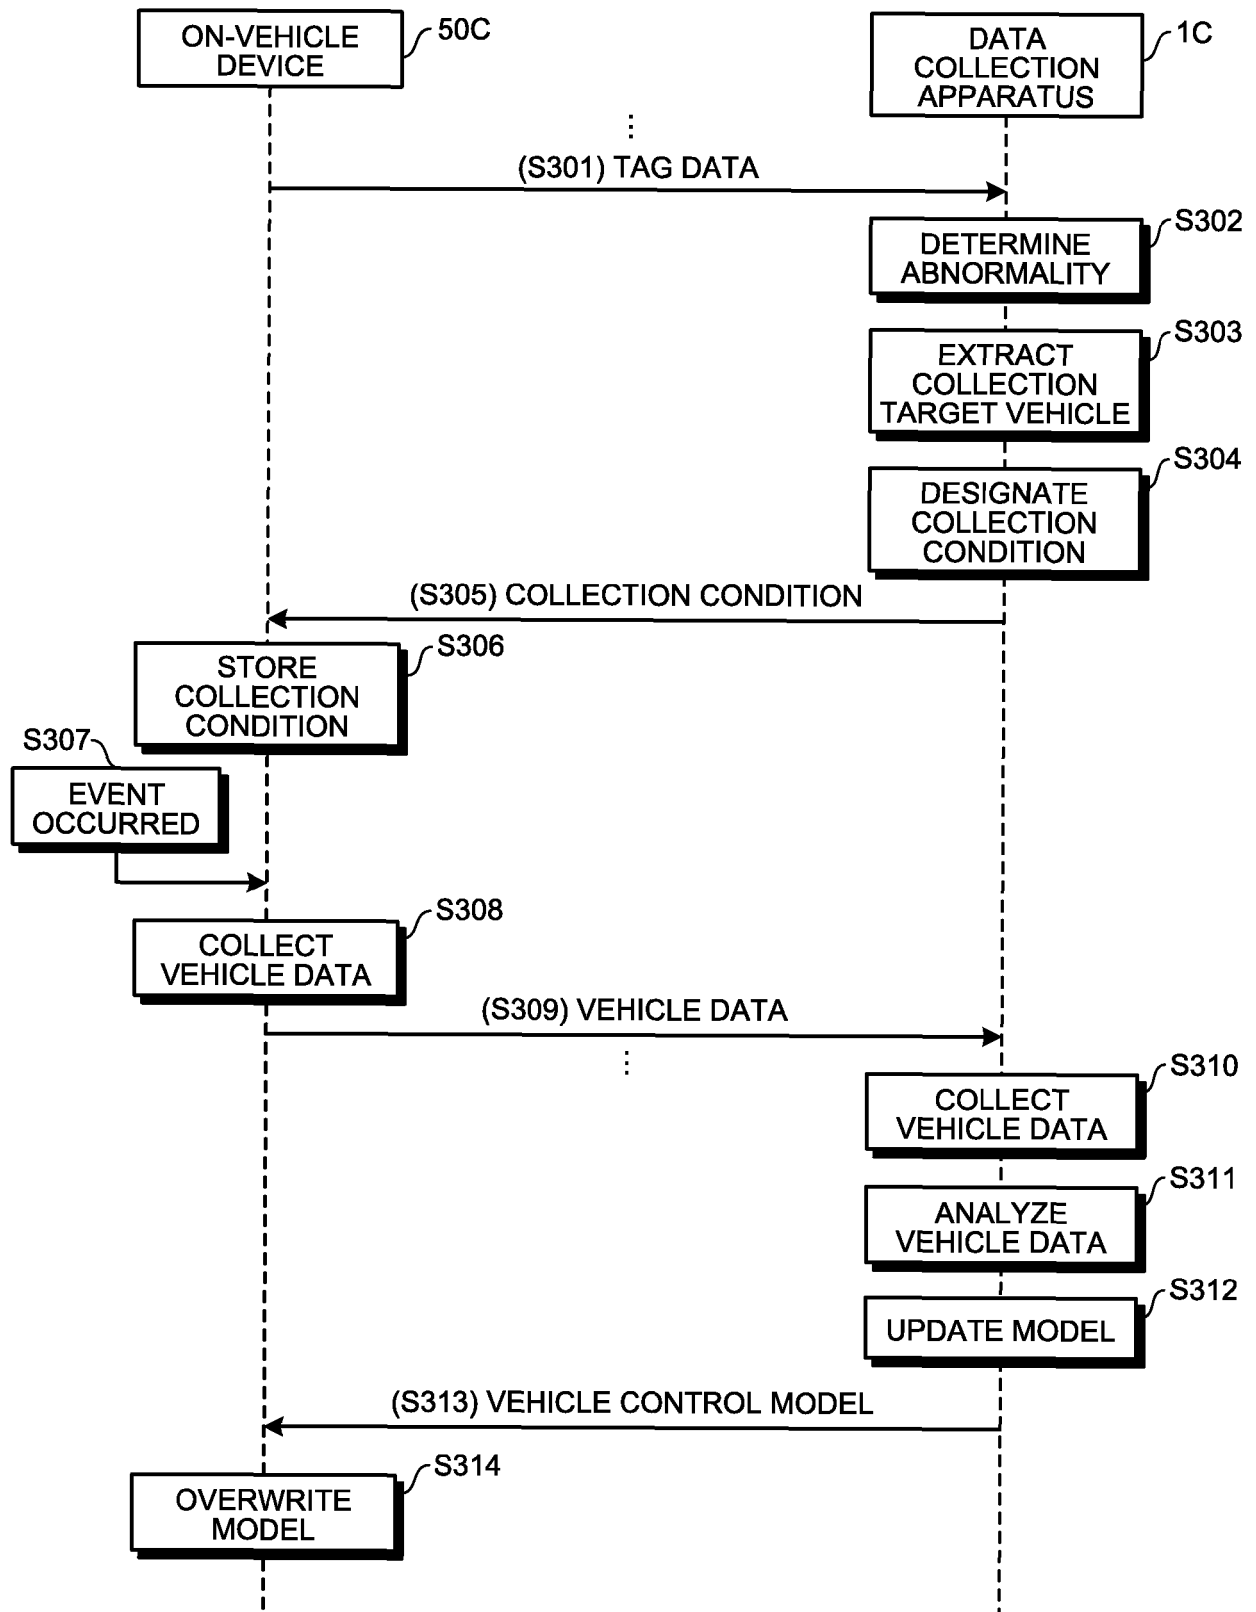 ON-VEHICLE
DEVICE
50C
DATA
COLLECTION
APPARATUS
1C
(S301) TAG DATA
S302
DETERMINE
ABNORMALITY
S303
EXTRACT
COLLECTION
TARGET VEHICLE
S304
DESIGNATE
COLLECTION
CONDITION
(S305) COLLECTION CONDITION
S306
STORE
COLLECTION
CONDITION
S307
EVENT
OCCURRED
S308
COLLECT
VEHICLE DATA
(S309) VEHICLE DATA
S310
COLLECT
VEHICLE DATA
S311
ANALYZE
VEHICLE DATA
S312
UPDATE MODEL
(S313) VEHICLE CONTROL MODEL
S314
OVERWRITE
MODEL